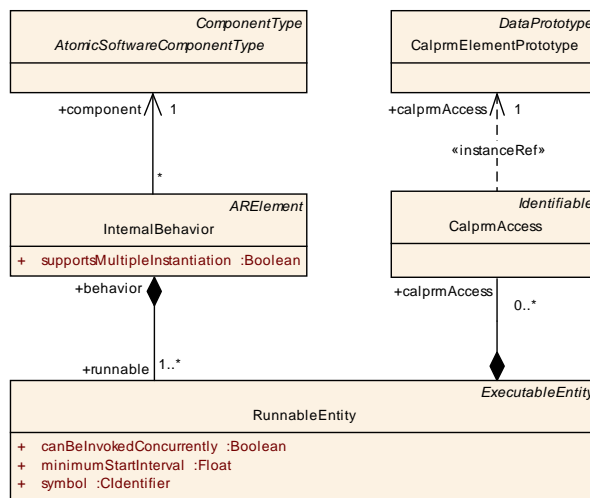 ComponentType
AtomicSoftwareComponentType
DataPrototype
CalprmElementPrototype
+component 1
+calprmAccess 1
«instanceRef»
*
ARElement
InternalBehavior
+ supportsMultipleInstantiation :Boolean
Identifiable
CalprmAccess
+behavior
+calprmAccess
0..*
+runnable 1..*
ExecutableEntity
RunnableEntity
+ canBeInvokedConcurrently :Boolean
+ minimumStartInterval :Float
+ symbol :CIdentifier